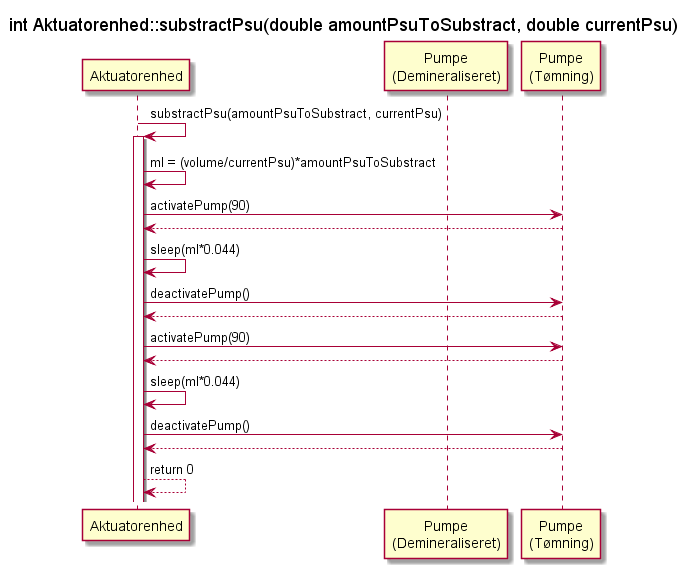 int Aktuatorenhed::substractPsu(double amountPsuToSubstract, double currentPsu)
Aktuatorenhed
Pumpe
(Demineraliseret)
Pumpe
(Tømning)
substractPsu(amountPsuToSubstract, currentPsu)
ml = (volume/currentPsu)*amountPsuToSubstract
activatePump(90)
sleep(ml*0.044)
deactivatePump()
activatePump(90)
sleep(ml*0.044)
deactivatePump()
return 0
Aktuatorenhed
Pumpe
(Demineraliseret)
Pumpe
(Tømning)